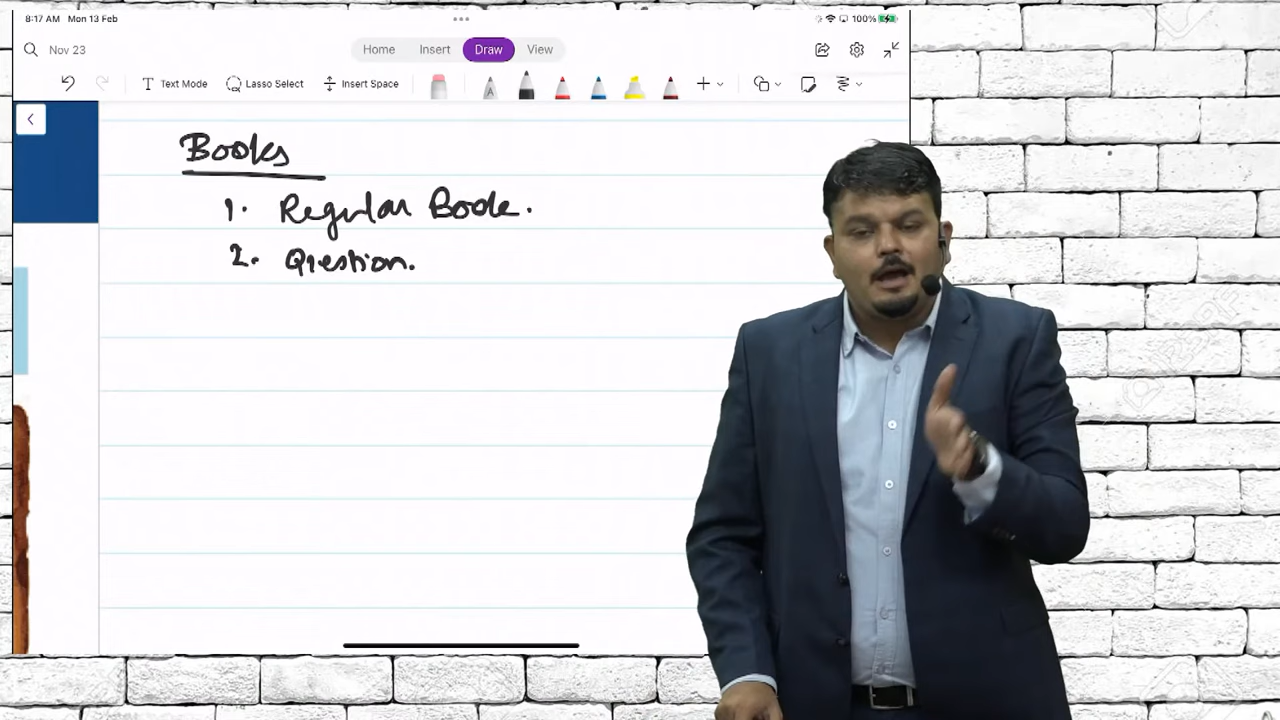 8:17 AM Mon 13 Feb
100%
Nov 23
Home Insert Draw View
Text Mode Lasso Select Insert Space
Books
1. Regular Book.
2. Question.